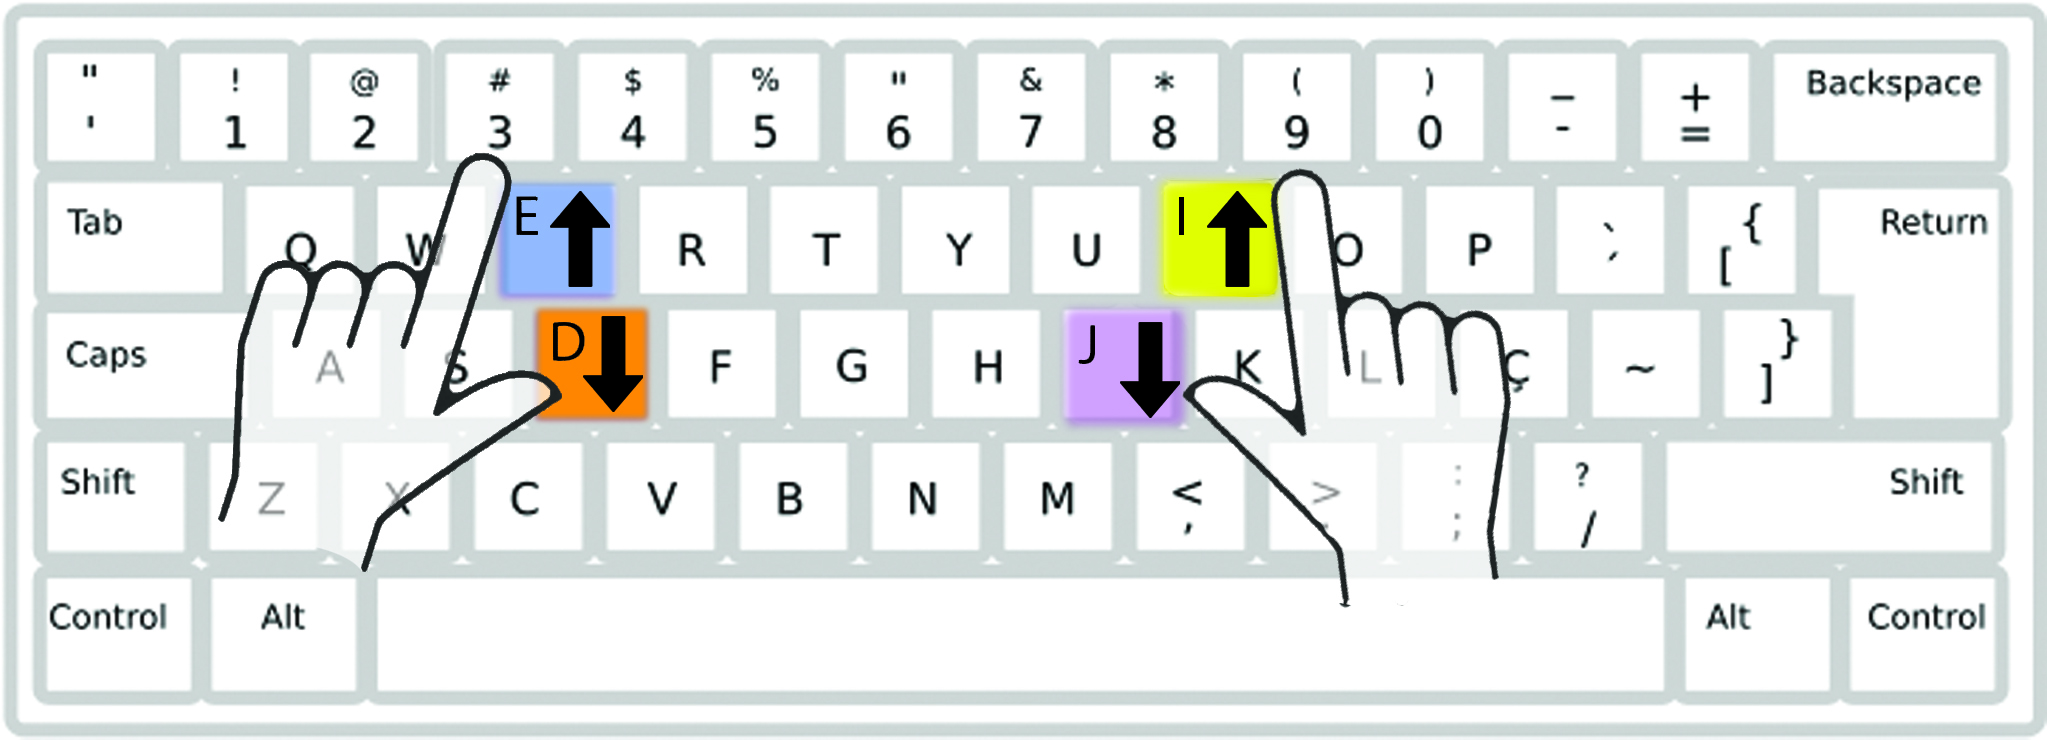 " ! @ # $ % " & * ( ) _ + Backspace
' 1 2 3 4 5 6 7 8 9 0 - =
Tab Q W E R T Y U I O P ` { Return
´ [
Caps A S D F G H J K L Ç ~ }
]
Shift Z X C V B N M < > : ? Shift
, . ; /
Control Alt Alt Control